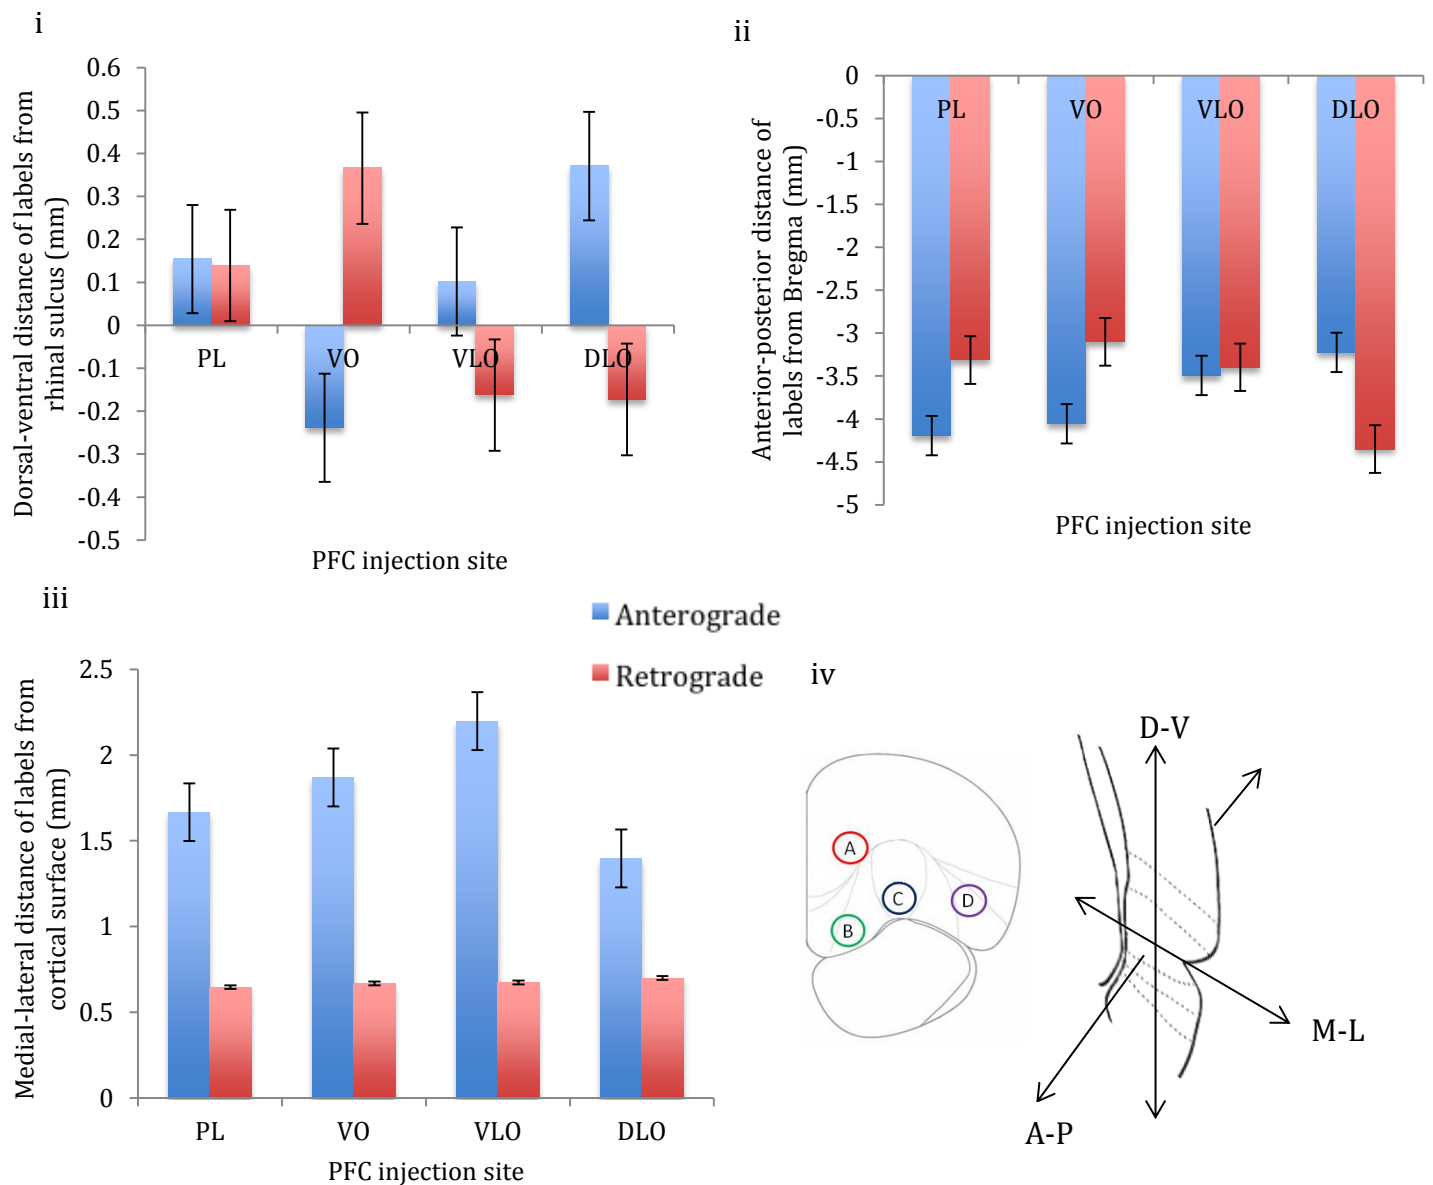 i
Dorsal-ventral distance of labels from
rhinal sulcus (mm)
0.6
0.5
0.4
0.3
0.2
0.1
0
-0.1
-0.2
-0.3
-0.4
-0.5
PL
VO
VLO
DLO
PFC injection site
ii
Anterior-posterior distance of
labels from Bregma (mm)
0
-0.5
-1
-1.5
-2
-2.5
-3
-3.5
-4
-4.5
-5
PL
VO
VLO
DLO
PFC injection site
iii
Anterograde
Retrograde
Medial-lateral distance of labels from
cortical surface (mm)
2.5
2
1.5
1
0.5
0
PL
VO
VLO
DLO
PFC injection site
iv
A
B
C
D
D-V
M-L
A-P